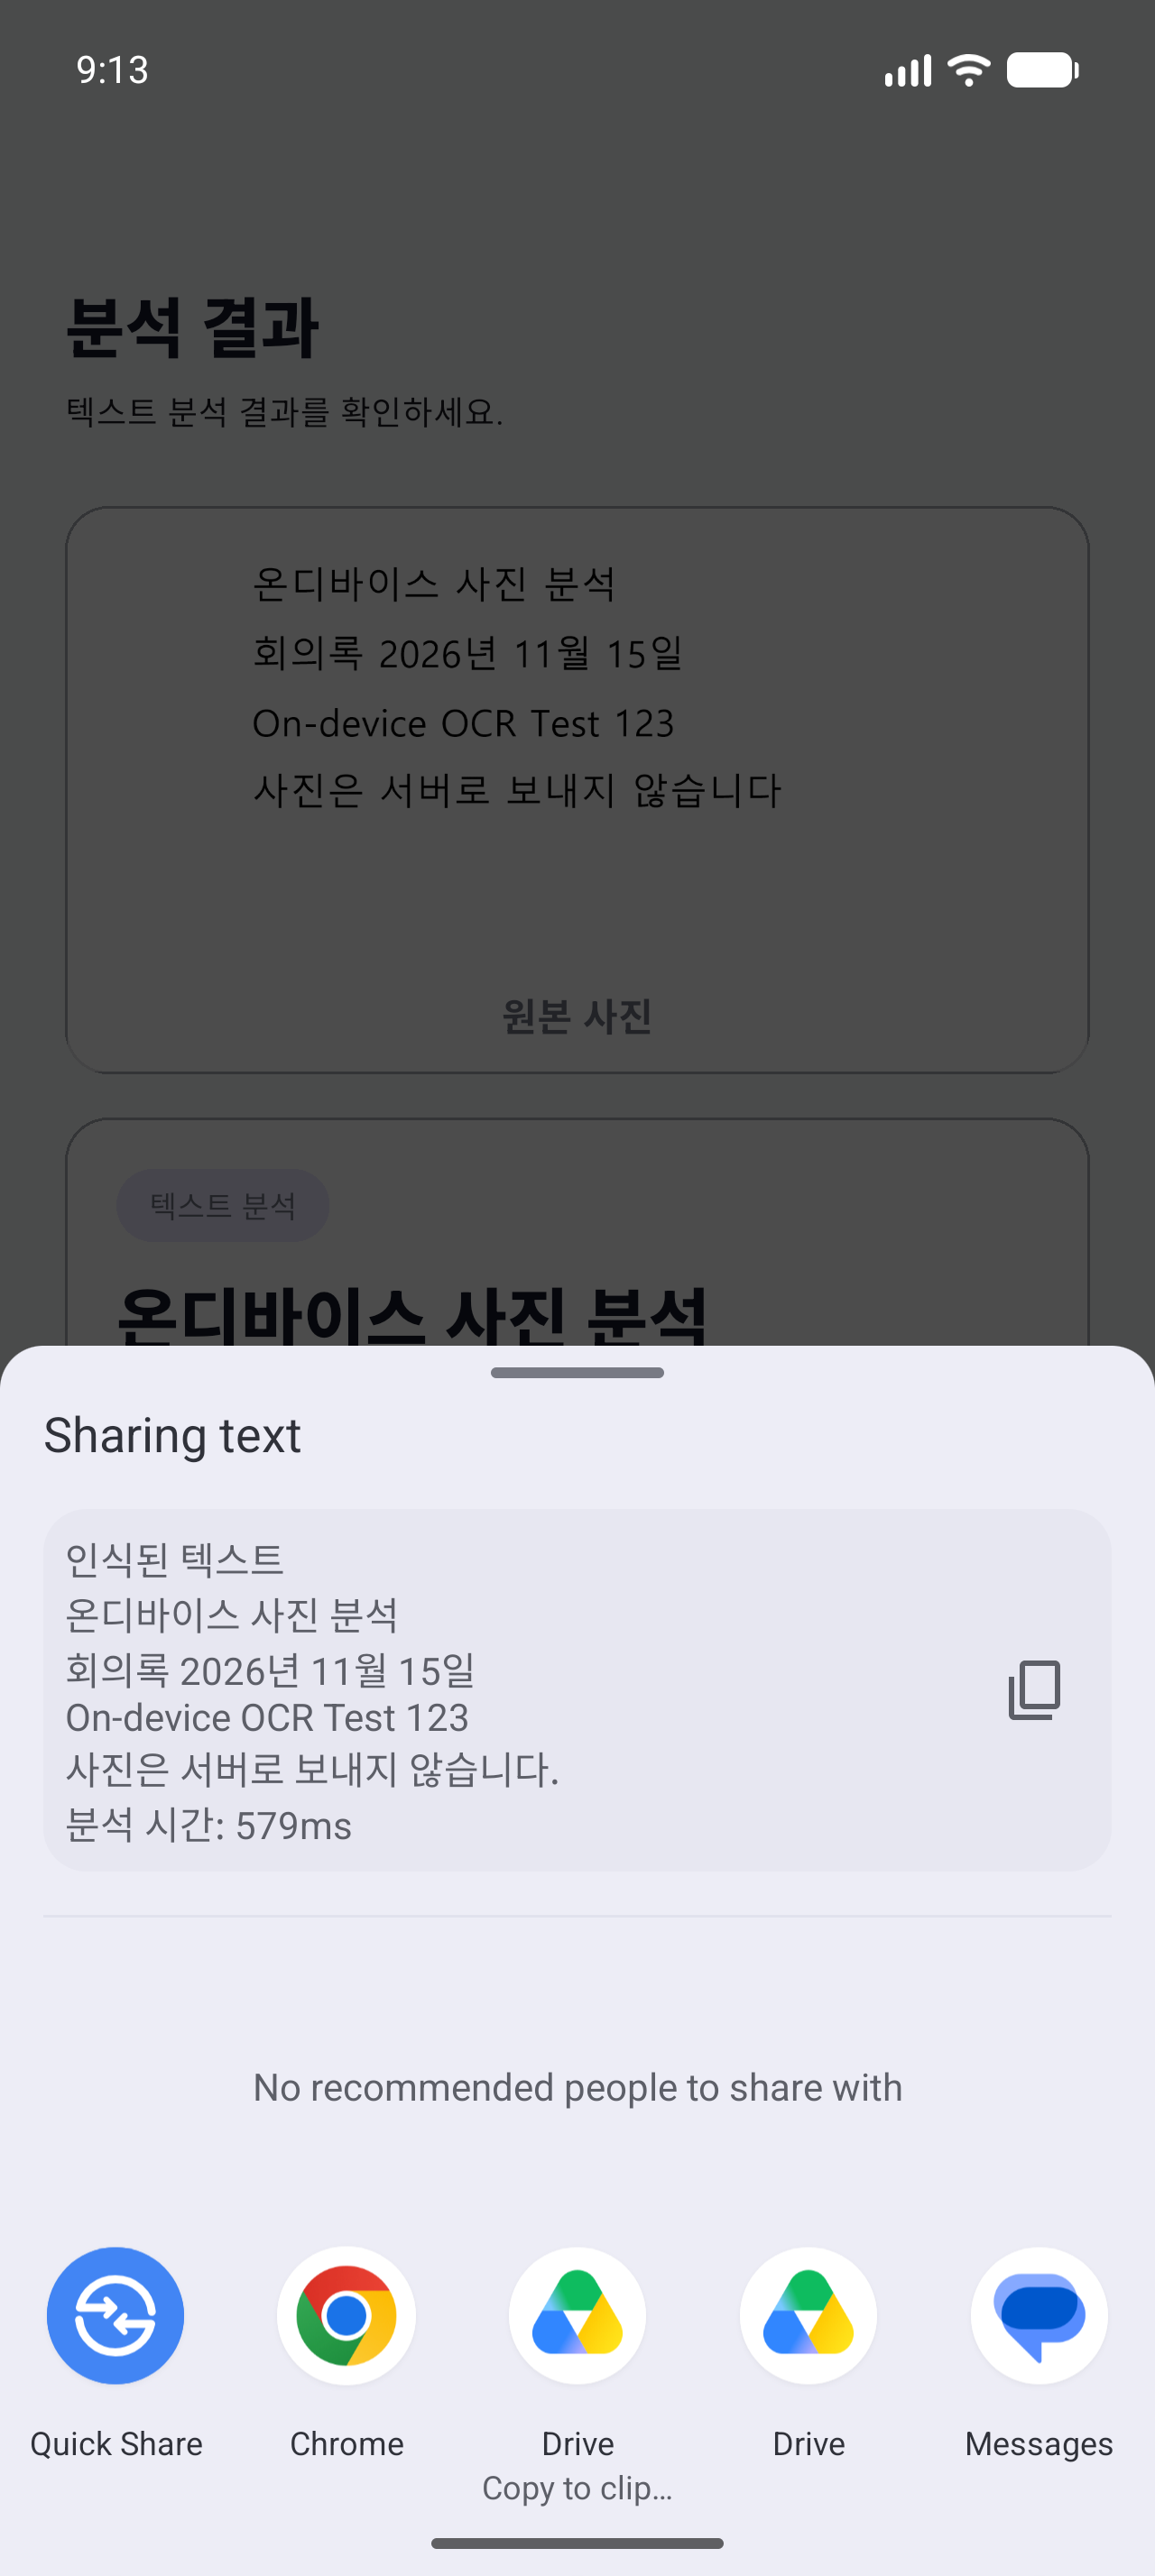 9:13
분석 결과
텍스트 분석 결과를 확인하세요.
온디바이스 사진 분석
회의록 2026년 11월 15일
On-device OCR Test 123
사진은 서버로 보내지 않습니다
원본 사진
텍스트 분석
온디바이스 사진 분석
Sharing text
인식된 텍스트
온디바이스 사진 분석
회의록 2026년 11월 15일
On-device OCR Test 123
사진은 서버로 보내지 않습니다.
분석 시간: 579ms
No recommended people to share with
Quick Share
Chrome
Drive
Drive
Messages
Copy to clip...